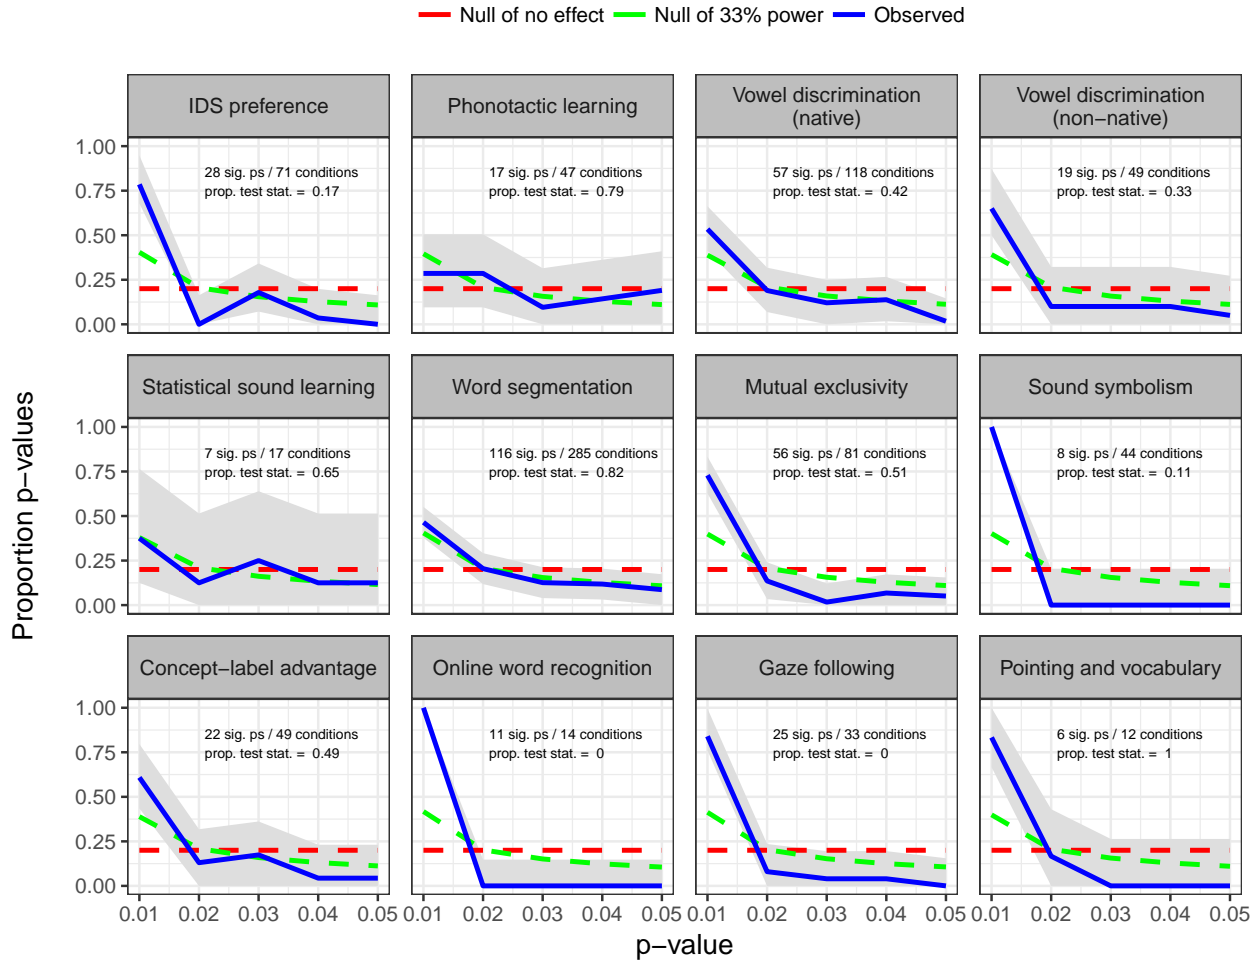 Null of no effect Null of 33% power Observed
IDS preference
Phonotactic learning
Vowel discrimination
(native)
Vowel discrimination
(non−native)
28 sig. ps / 71 conditions
prop. test stat. = 0.17
17 sig. ps / 47 conditions
prop. test stat. = 0.79
57 sig. ps / 118 conditions
prop. test stat. = 0.42
19 sig. ps / 49 conditions
prop. test stat. = 0.33
1.00
0.75
0.50
0.25
0.00
Statistical sound learning
Word segmentation
Mutual exclusivity
Sound symbolism
7 sig. ps / 17 conditions
prop. test stat. = 0.65
116 sig. ps / 285 conditions
prop. test stat. = 0.82
56 sig. ps / 81 conditions
prop. test stat. = 0.51
8 sig. ps / 44 conditions
prop. test stat. = 0.11
1.00
0.75
0.50
0.25
0.00
Proportion p−values
Concept−label advantage
Online word recognition
Gaze following
Pointing and vocabulary
22 sig. ps / 49 conditions
prop. test stat. = 0.49
11 sig. ps / 14 conditions
prop. test stat. = 0
25 sig. ps / 33 conditions
prop. test stat. = 0
6 sig. ps / 12 conditions
prop. test stat. = 1
1.00
0.75
0.50
0.25
0.00
0.01 0.02 0.03 0.04 0.05 0.01 0.02 0.03 0.04 0.05 0.01 0.02 0.03 0.04 0.05 0.01 0.02 0.03 0.04 0.05
p−value